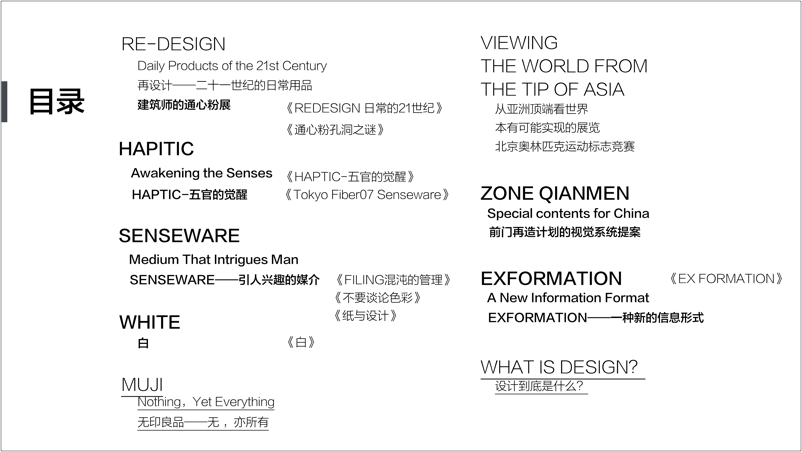 目录
RE-DESIGN
Daily Products of the 21st Century
再设计——二十一世纪的日常用品
建筑师的通心粉展
《REDESIGN 日常的21世纪》
《通心粉孔洞之谜》
HAPITIC
Awakening the Senses
《HAPTIC-五官的觉醒》
HAPTIC-五官的觉醒
《Tokyo Fiber07 Senseware》
SENSEWARE
Medium That Intrigues Man
SENSEWARE——引人兴趣的媒介
《FILING混沌的管理》
《不要谈论色彩》
《纸与设计》
WHITE
白
《白》
MUJI
Nothing，Yet Everything
无印良品——无 ，亦所有
VIEWING
THE WORLD FROM
THE TIP OF ASIA
从亚洲顶端看世界
本有可能实现的展览
北京奥林匹克运动标志竞赛
ZONE QIANMEN
Special contents for China
前门再造计划的视觉系统提案
EXFORMATION
《EX FORMATION》
A New Information Format
EXFORMATION——一种新的信息形式
WHAT IS DESIGN?
设计到底是什么？